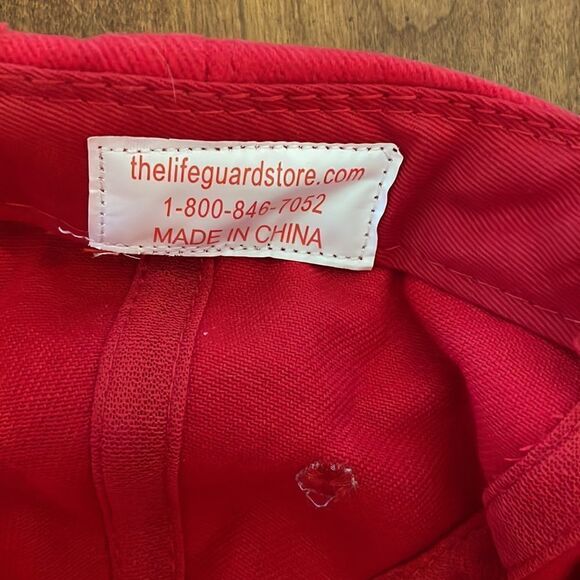 thelifeguardstore.com
1-800-846-7052
MADE IN CHINA